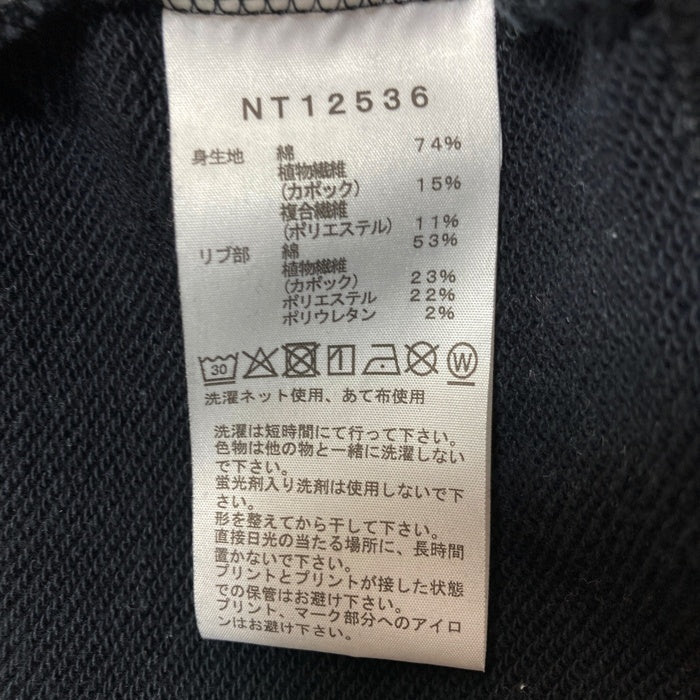 NT12536
身生地 綿 74%
植物繊維
(カポック) 15%
複合繊維
(ポリエステル) 11%
リブ部 綿 53%
植物繊維
(カポック) 23%
ポリエステル 22%
ポリウレタン 2%
30 W
洗濯ネット使用、あて布使用
洗濯は短時間にて行って下さい。
色物は他の物と一緒に洗濯しない
で下さい。
蛍光剤入り洗剤は使用しないで下
さい。
形を整えてから干して下さい。
直接日光の当たる場所に、長時間
置かないで下さい。
プリントとプリントが接した状態
での保管はお避け下さい。
プリント、マーク部分へのアイロ
ンはお避け下さい。